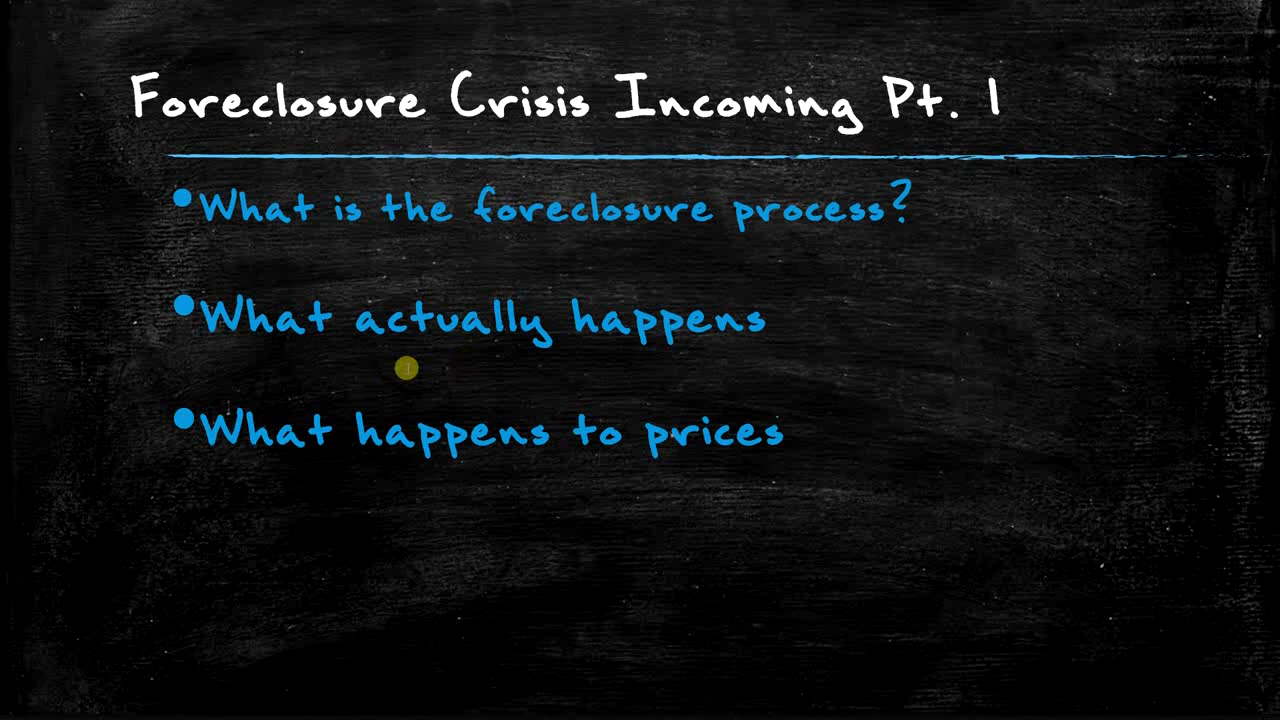 Foreclosure Crisis Incoming Pt. 1
•What is the foreclosure process?
•What actually happens
•What happens to prices